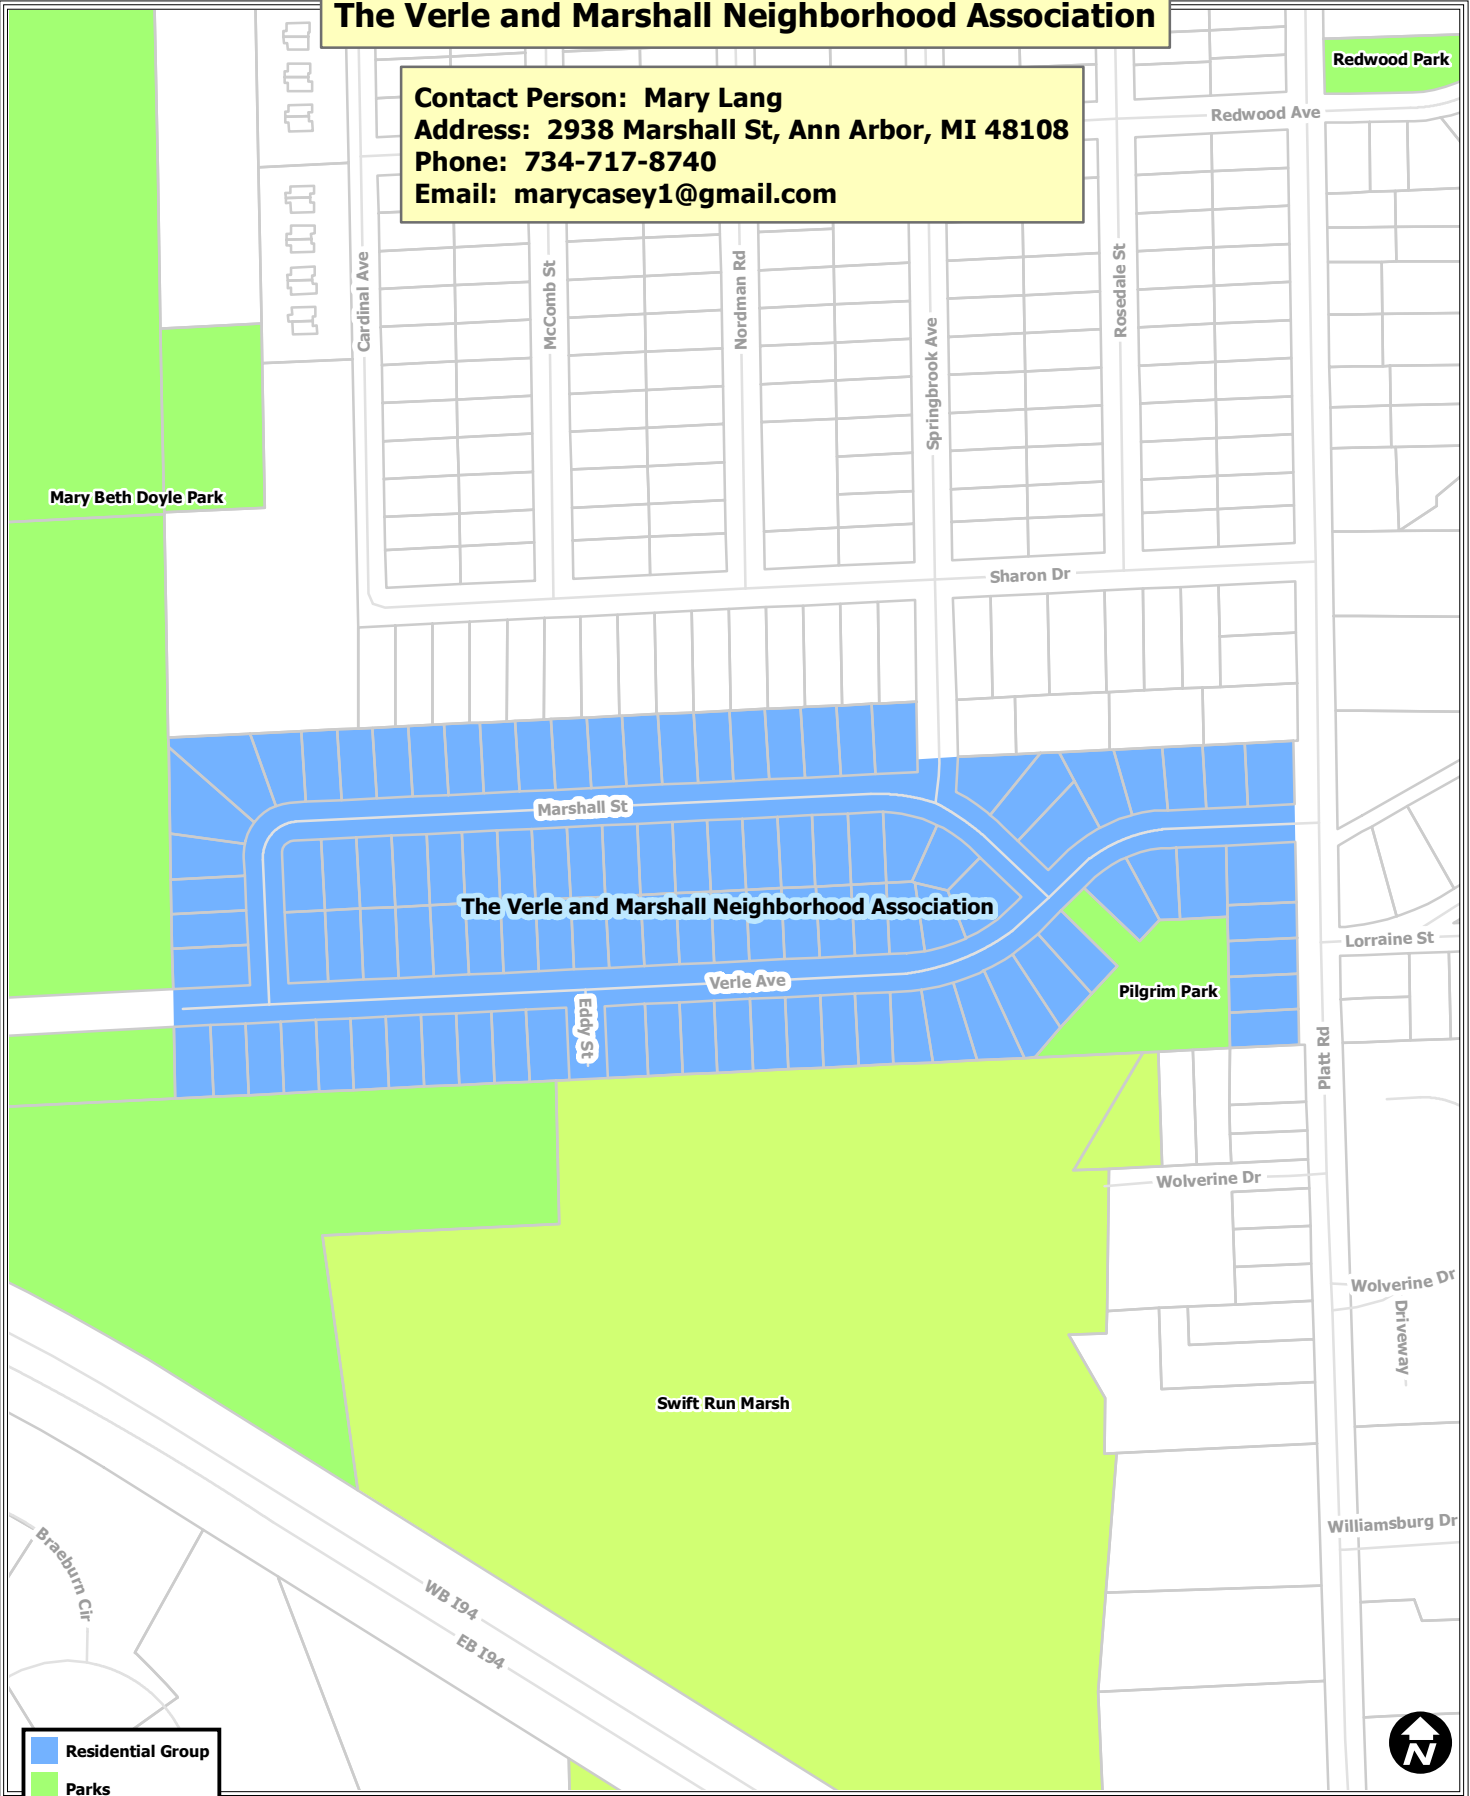 The Verle and Marshall Neighborhood Association
Redwood Park
Contact Person:  Mary Lang
Address:  2938 Marshall St, Ann Arbor, MI 48108
Phone:  734-717-8740
Email:  marycasey1@gmail.com
Redwood Ave
Cardinal Ave
McComb St
Nordman Rd
Springbrook Ave
Rosedale St
Mary Beth Doyle Park
Sharon Dr
Marshall St
The Verle and Marshall Neighborhood Association
Lorraine St
Verle Ave
Pilgrim Park
Eddy St
Platt Rd
Wolverine Dr
Wolverine Dr
Driveway
Swift Run Marsh
Williamsburg Dr
Braeburn Cir
WB I94
EB I94
Residential Group
Parks
N